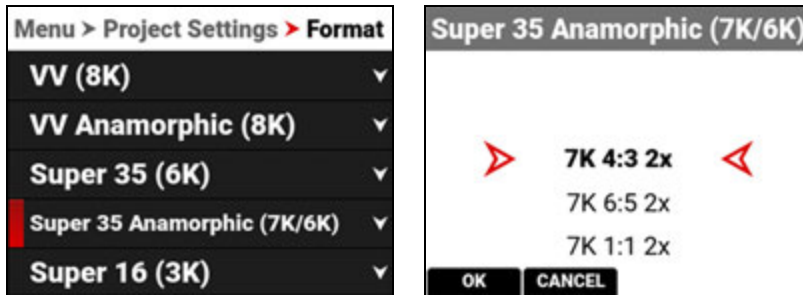 Menu > Project Settings > Format
VV (8K)
VV Anamorphic (8K)
Super 35 (6K)
Super 35 Anamorphic (7K/6K)
Super 16 (3K)
Super 35 Anamorphic (7K/6K)
7K 4:3 2x
7K 6:5 2x
7K 1:1 2x
OK CANCEL